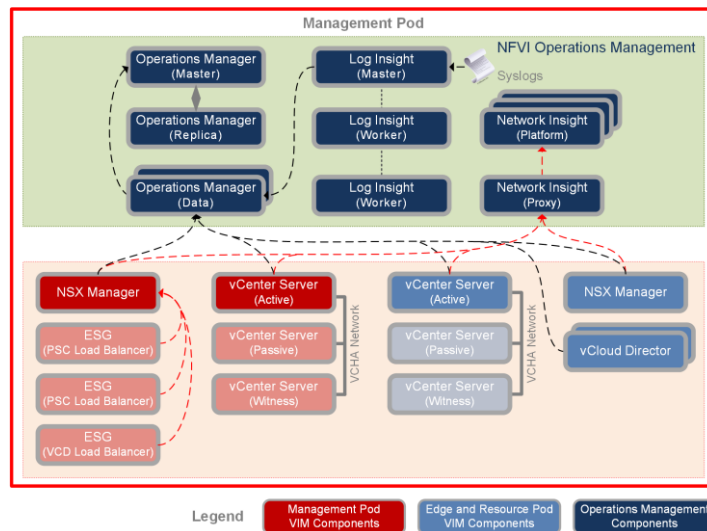 Management Pod
NFVI Operations Management
Operations Manager
(Master)
Log Insight
(Master)
Syslogs
Operations Manager
(Replica)
Log Insight
(Worker)
Network Insight
(Platform)
Operations Manager
(Data)
Log Insight
(Worker)
Network Insight
(Proxy)
NSX Manager
vCenter Server
(Active)
vCenter Server
(Active)
NSX Manager
ESG
(PSC Load Balancer)
vCenter Server
(Passive)
VCHA Network
vCenter Server
(Passive)
VCHA Network
vCloud Director
ESG
(PSC Load Balancer)
vCenter Server
(Witness)
vCenter Server
(Witness)
ESG
(VCD Load Balancer)
Legend
Management Pod
VIM Components
Edge and Resource Pod
VIM Components
Operations Management
Components